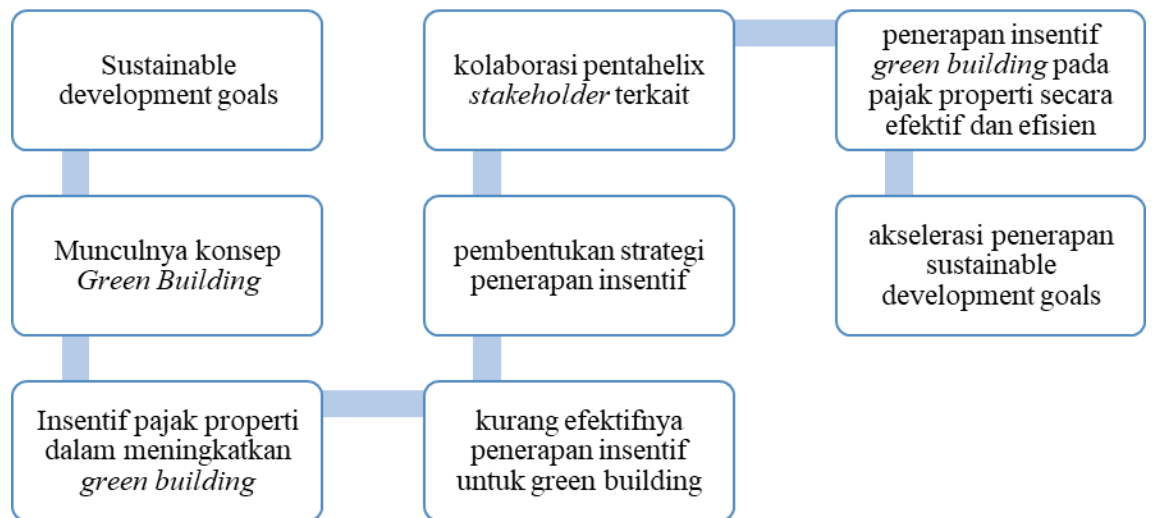 Sustainable
development goals
Munculnya konsep
Green Building
Insentif pajak properti
dalam meningkatkan
green building
kurang efektifnya
penerapan insentif
untuk green building
pembentukan strategi
penerapan insentif
kolaborasi pentahelix
stakeholder terkait
penerapan insentif
green building pada
pajak properti secara
efektif dan efisien
akselerasi penerapan
sustainable
development goals